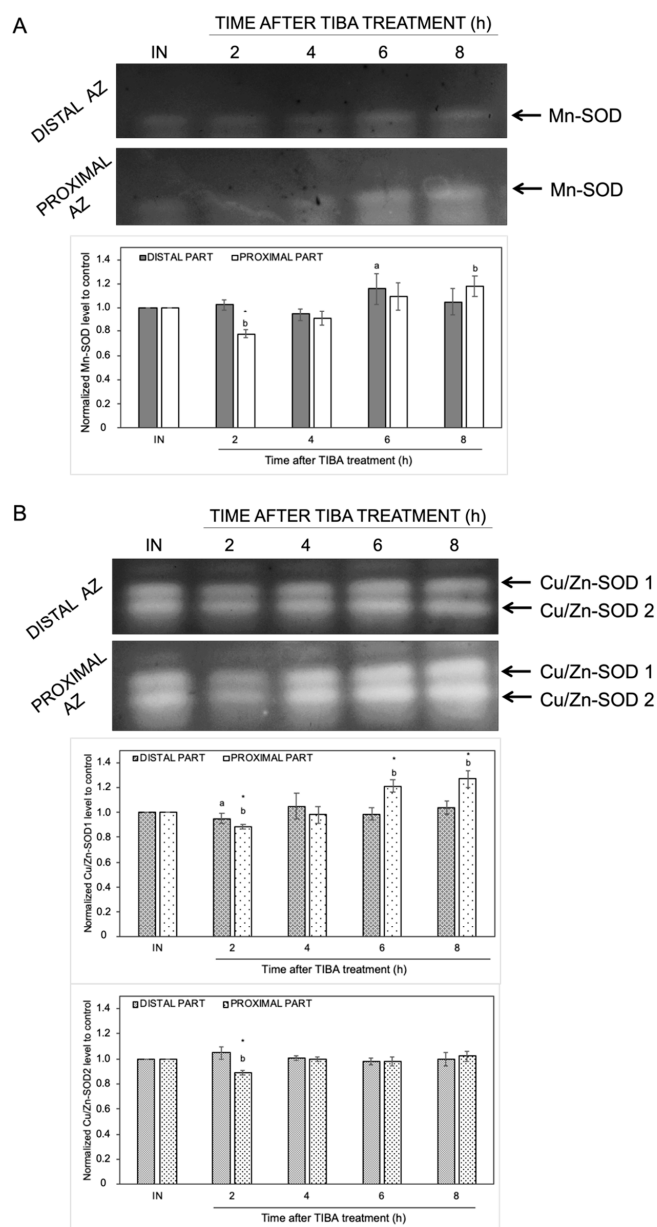 A
TIME AFTER TIBA TREATMENT (h)
IN 2 4 6 8
DISTAL AZ
Mn-SOD
PROXIMAL AZ
Mn-SOD
DISTAL PART PROXIMAL PART
Normalized Mn-SOD level to control
1.4
1.2
1.0
0.8
0.6
0.4
0.2
0
a
b
b
IN 2 4 6 8
Time after TIBA treatment (h)
B
TIME AFTER TIBA TREATMENT (h)
IN 2 4 6 8
DISTAL AZ
Cu/Zn-SOD 1
Cu/Zn-SOD 2
PROXIMAL AZ
Cu/Zn-SOD 1
Cu/Zn-SOD 2
DISTAL PART PROXIMAL PART
Normalized Cu/Zn-SOD1 level to control
1.4
1.2
1.0
0.8
0.6
0.4
0.2
0
a
*
b
*
b
*
b
IN 2 4 6 8
Time after TIBA treatment (h)
DISTAL PART PROXIMAL PART
Normalized Cu/Zn-SOD2 level to control
1.4
1.2
1.0
0.8
0.6
0.4
0.2
0
*
b
IN 2 4 6 8
Time after TIBA treatment (h)